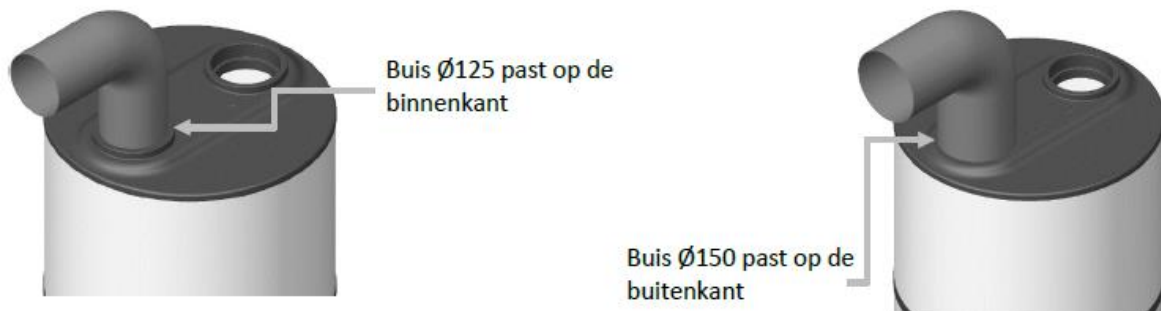 Buis Ø125 past op de
binnenkant
Buis Ø150 past op de
buitenkant